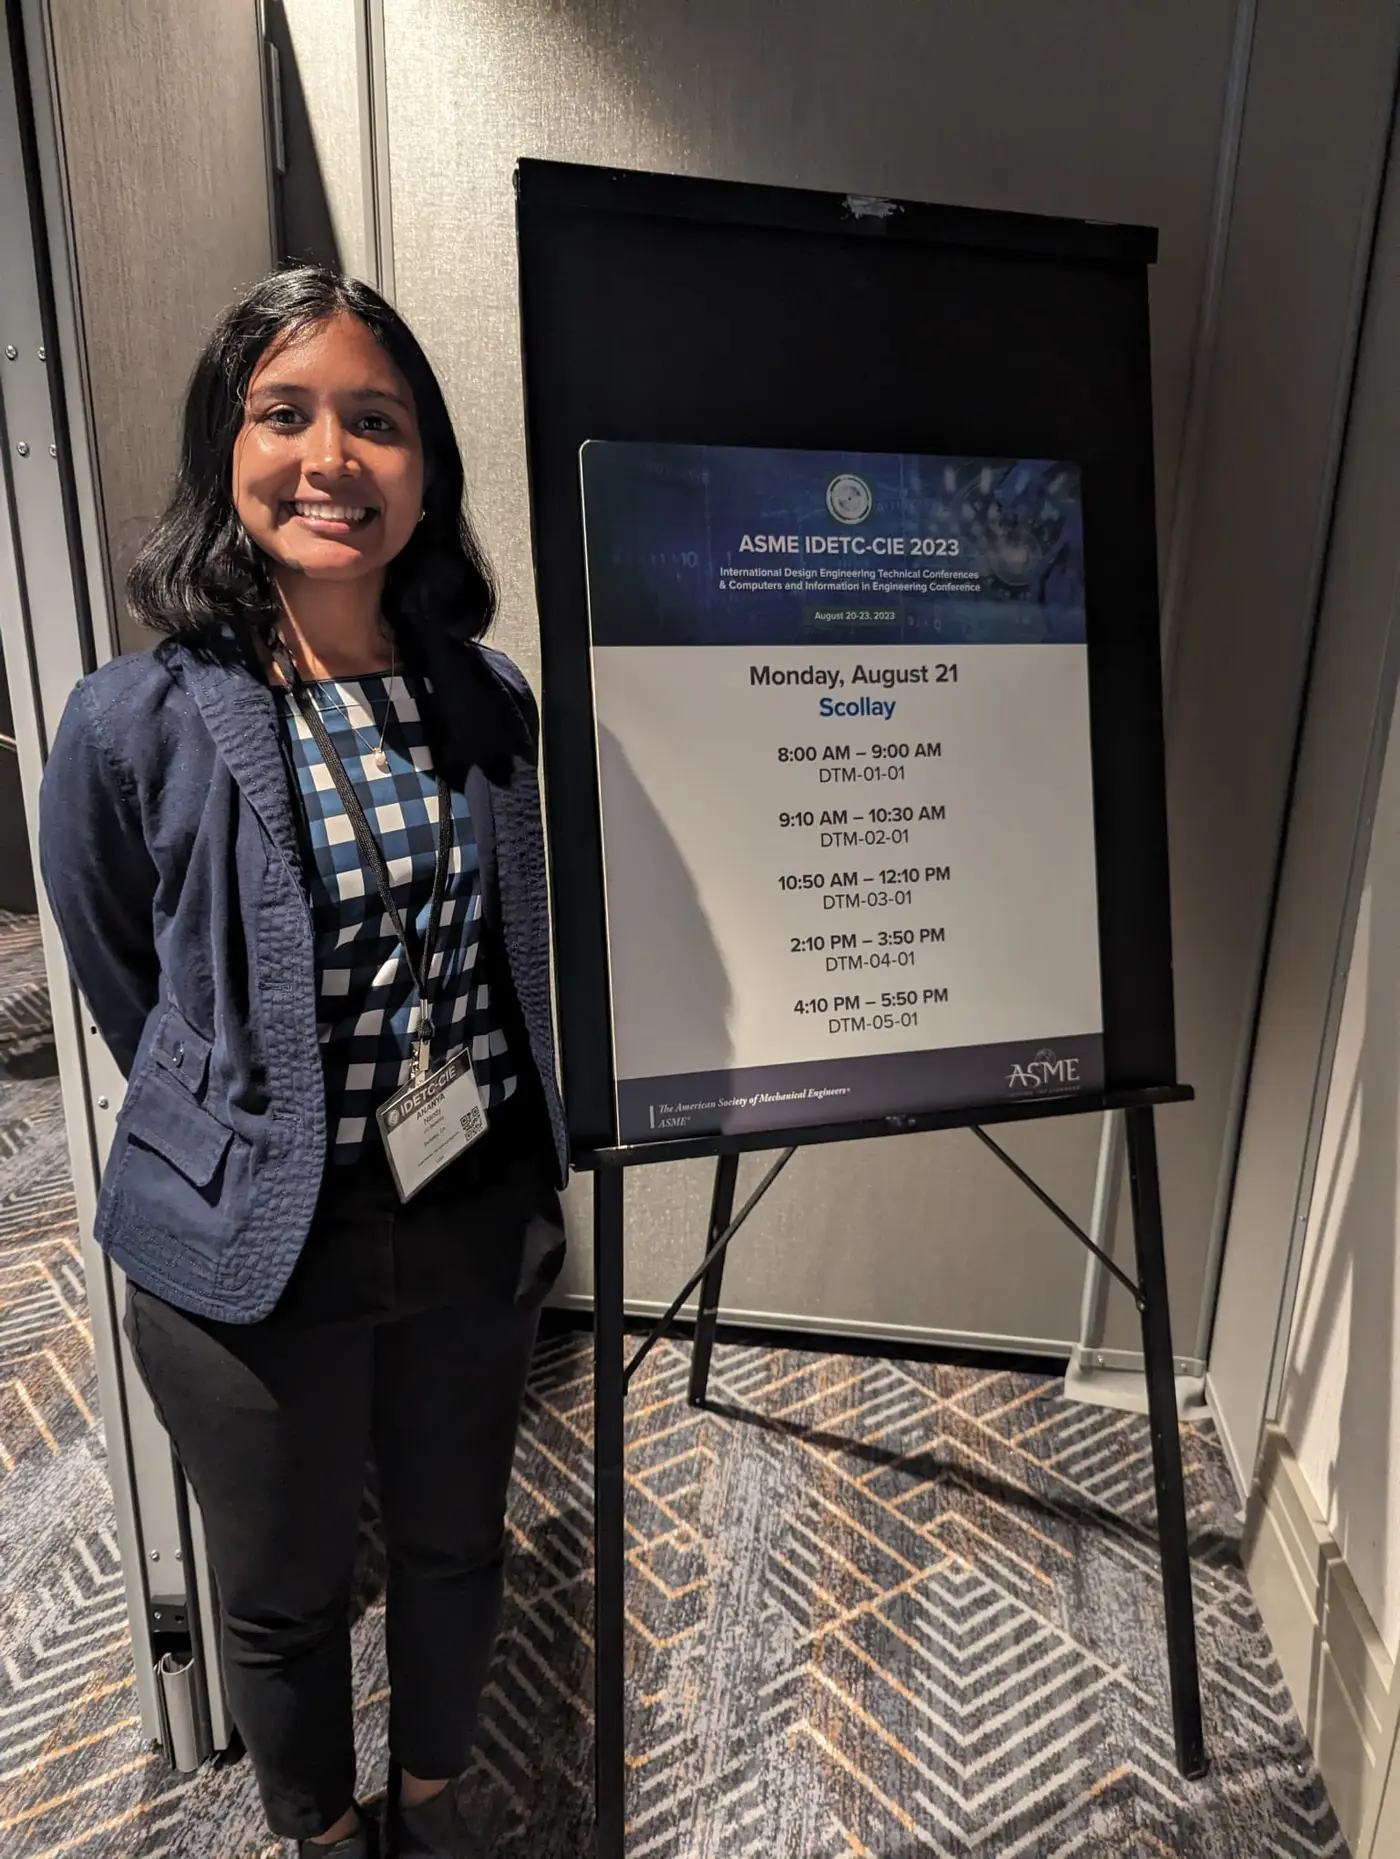 ASME IDETC-CIE 2023
International Design Engineering Technical Conferences
& Computers and Information in Engineering Conference
August 20-23, 2023
Monday, August 21
Scollay
8:00 AM – 9:00 AM
DTM-01-01
9:10 AM – 10:30 AM
DTM-02-01
10:50 AM – 12:10 PM
DTM-03-01
2:10 PM – 3:50 PM
DTM-04-01
4:10 PM – 5:50 PM
DTM-05-01
The American Society of Mechanical Engineers®
ASME®
ASME
IDETC-CIE
ANANYA
Nandy